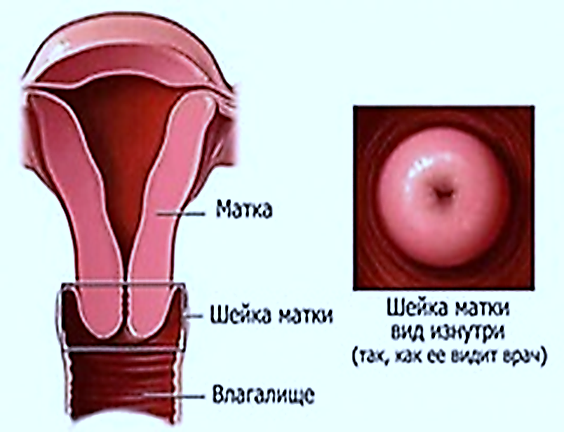 Матка
Шейка матки
Влагалище
Шейка матки
вид изнутри
(так, как ее видит врач)